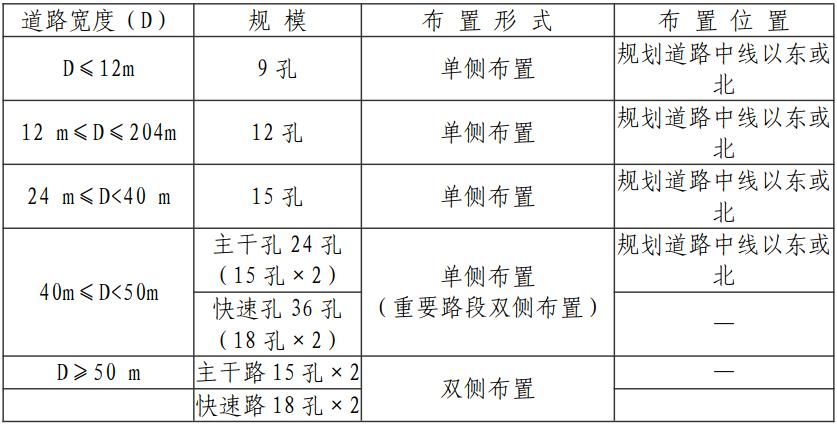 道路宽度（D） 规 模 布 置 形 式 布 置 位 置
D≤12m 9 孔 单侧布置 规划道路中线以东或
北
12 m≤D≤204m 12 孔 单侧布置 规划道路中线以东或
北
24 m≤D<40 m 15 孔 单侧布置 规划道路中线以东或
北
40m≤D<50m 主干孔 24 孔
（15 孔×2） 单侧布置
（重要路段双侧布置） 规划道路中线以东或
北
快速孔 36 孔
（18 孔×2） —
D≥50 m 主干路 15 孔×2 双侧布置 —
快速路 18 孔×2